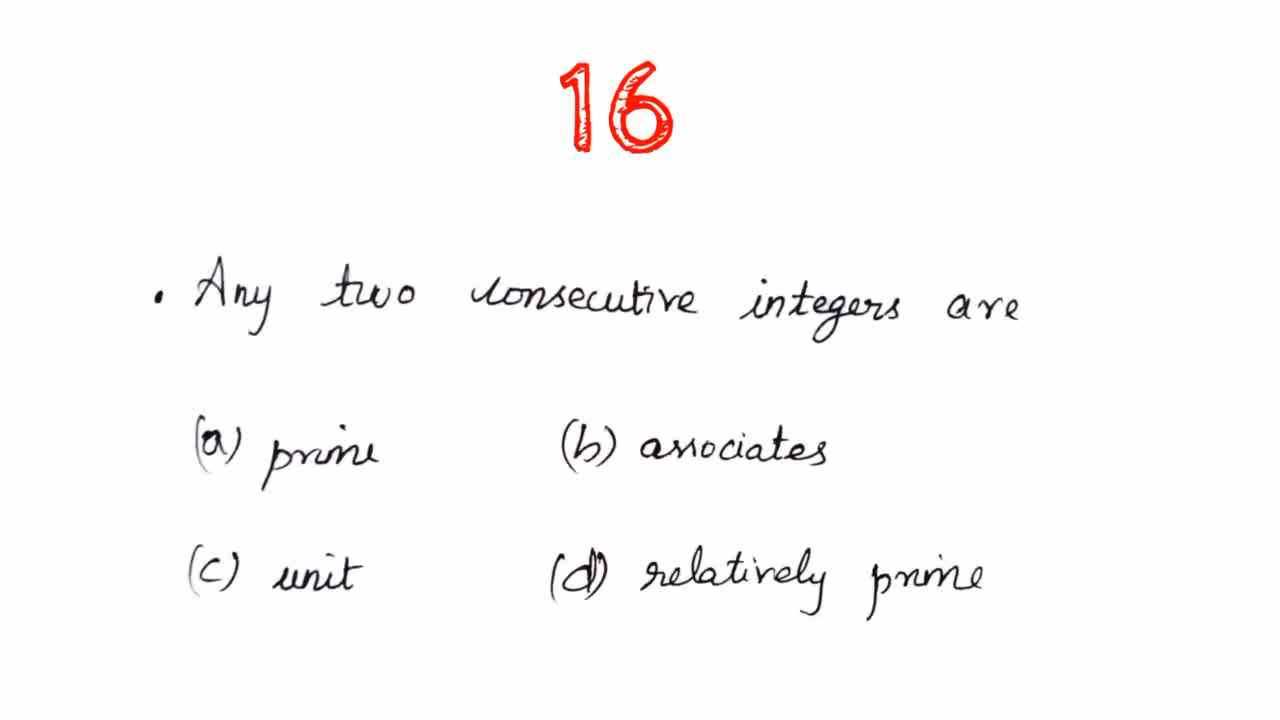 16
. Any two consecutive integers are
(a) prime (b) associates
(c) unit (d) relatively prime